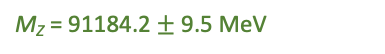 M_Z = 91184.2 ± 9.5 MeV